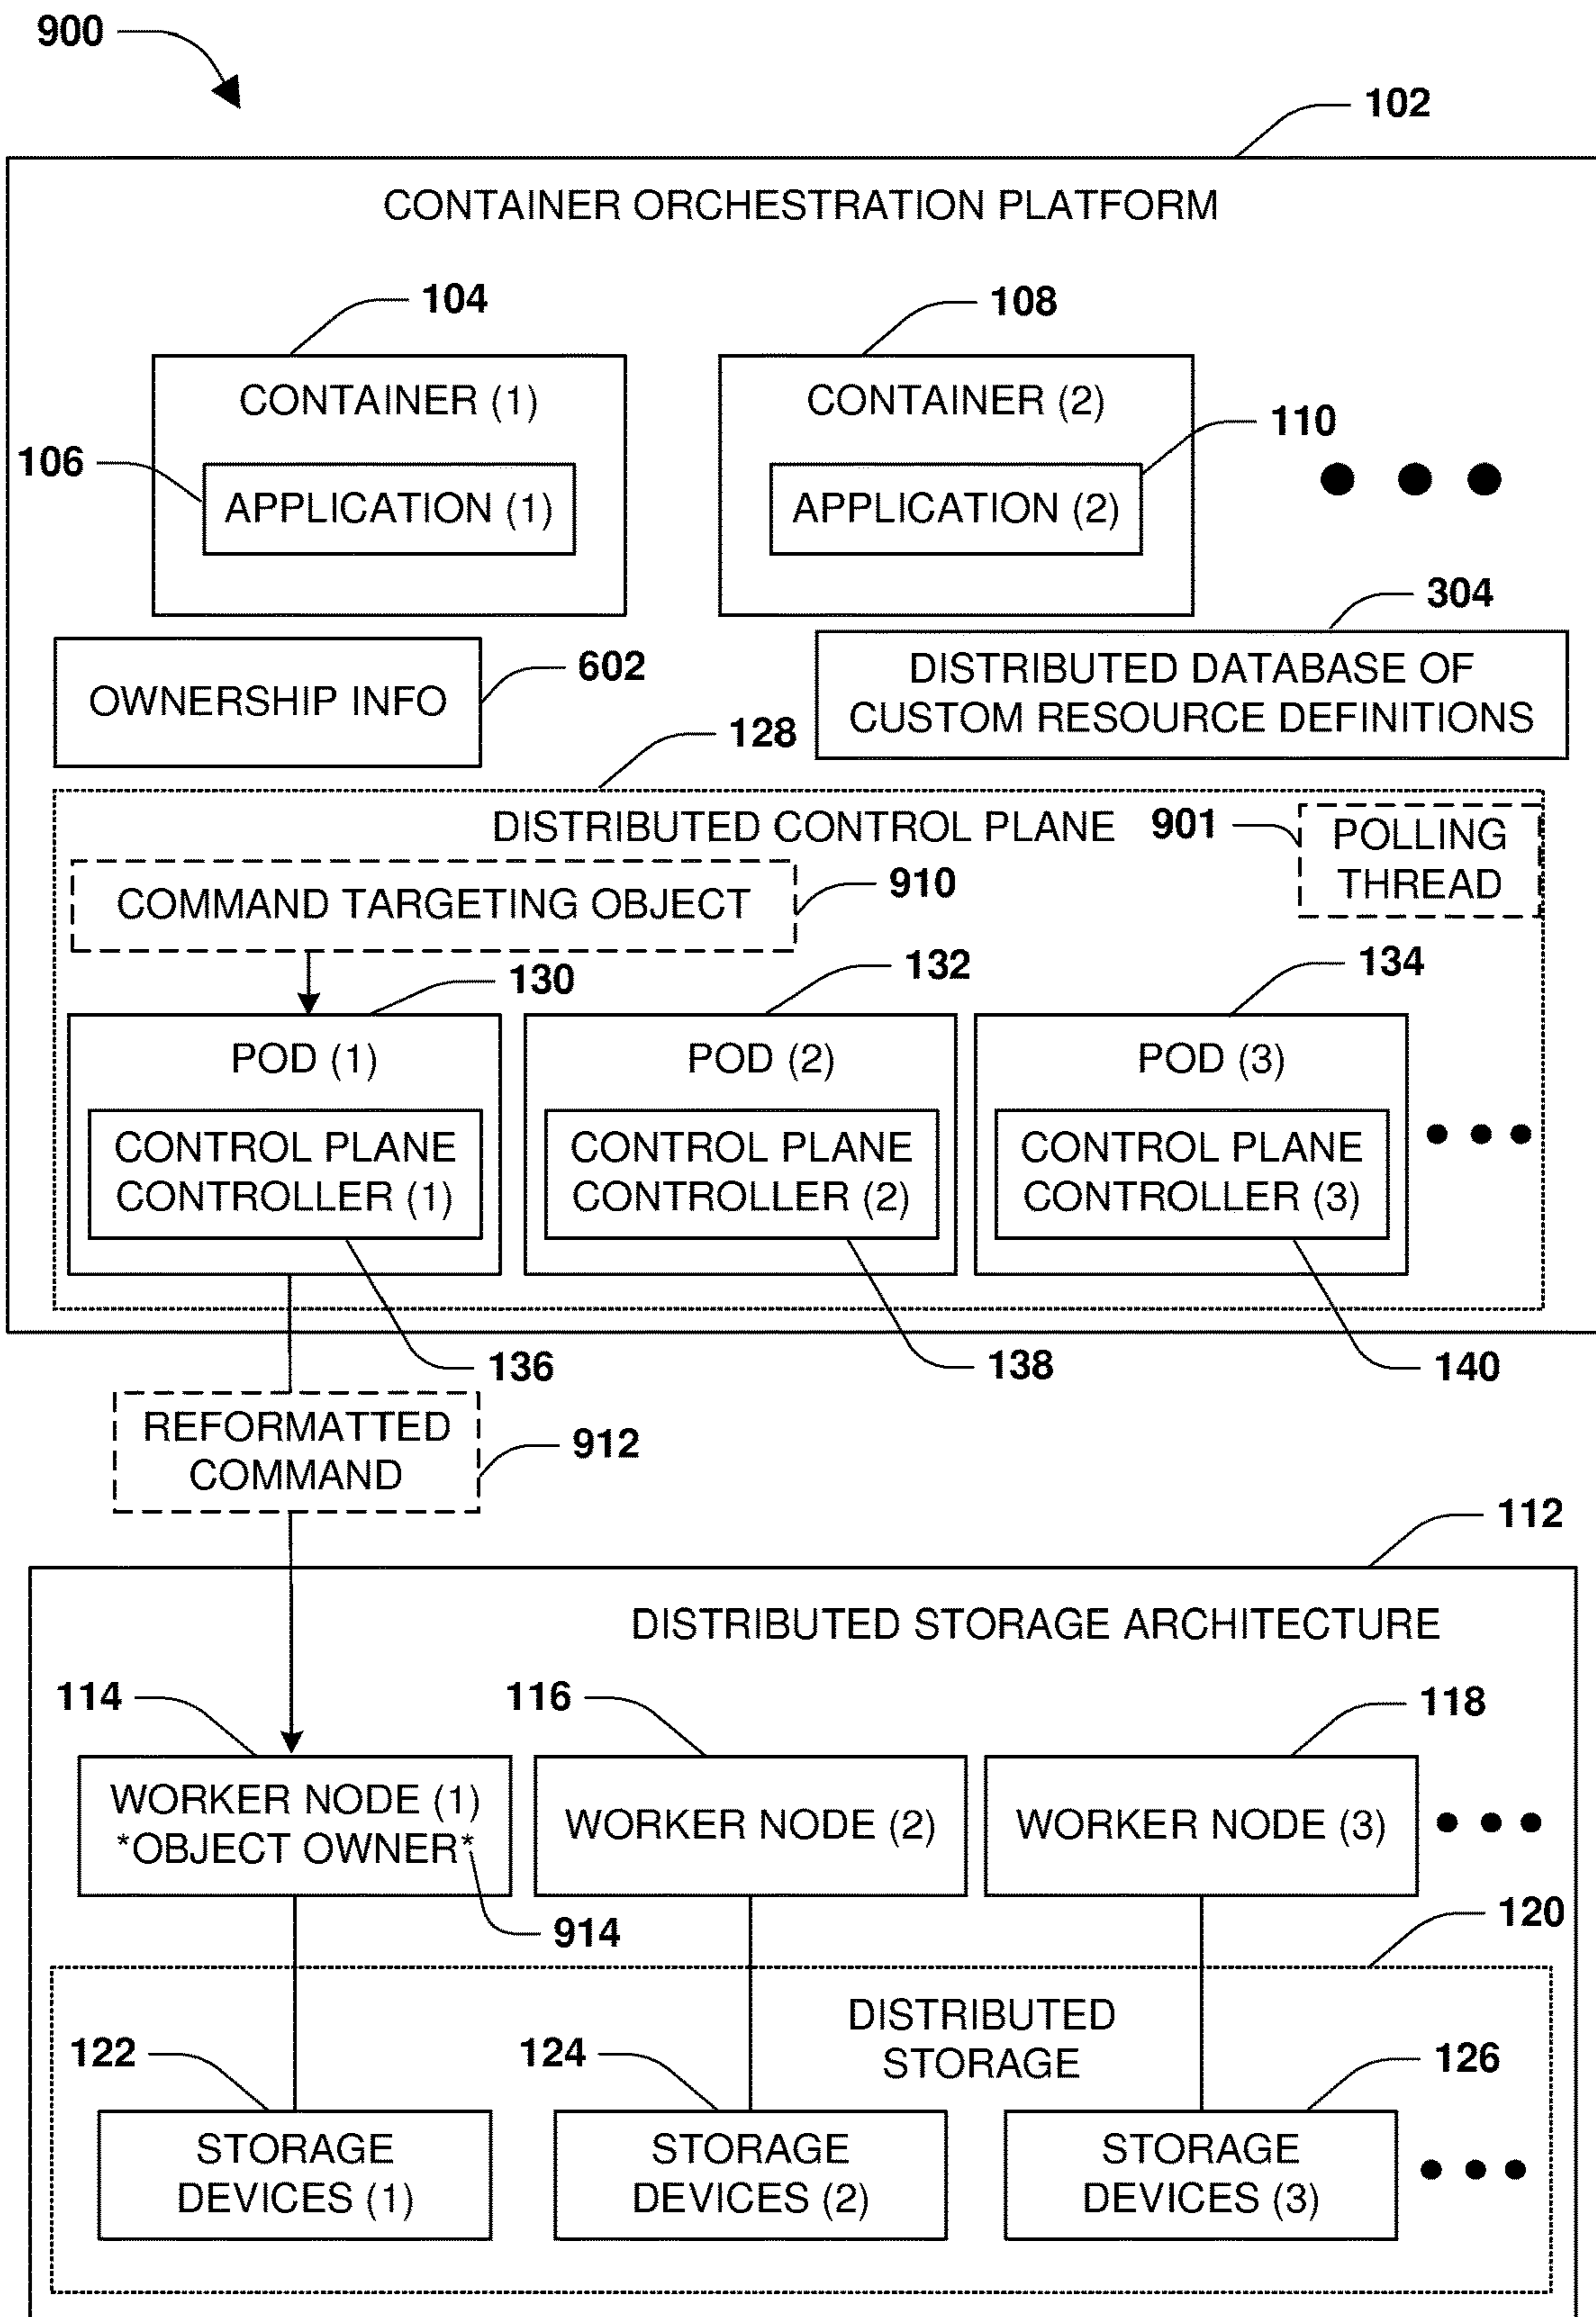 900
102
CONTAINER ORCHESTRATION PLATFORM
104
108
CONTAINER (1)
CONTAINER (2)
106
110
APPLICATION (1)
APPLICATION (2)
304
602
OWNERSHIP INFO
DISTRIBUTED DATABASE OF
CUSTOM RESOURCE DEFINITIONS
128
DISTRIBUTED CONTROL PLANE
901
POLLING
THREAD
COMMAND TARGETING OBJECT
910
130
132
134
POD (1)
POD (2)
POD (3)
CONTROL PLANE
CONTROLLER (1)
CONTROL PLANE
CONTROLLER (2)
CONTROL PLANE
CONTROLLER (3)
136
138
140
REFORMATTED
COMMAND
912
112
DISTRIBUTED STORAGE ARCHITECTURE
114
116
118
WORKER NODE (1)
*OBJECT OWNER*
WORKER NODE (2)
WORKER NODE (3)
914
120
DISTRIBUTED
STORAGE
122
124
126
STORAGE
DEVICES (1)
STORAGE
DEVICES (2)
STORAGE
DEVICES (3)